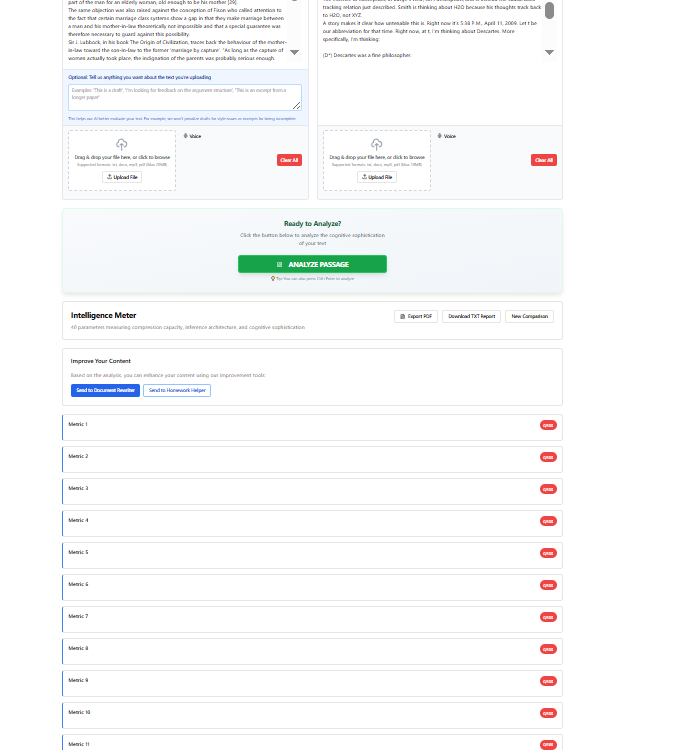 part of the man for an elderly woman, old enough to be his mother [29].
The same objection was also raised against the conception of Fison who called attention to
the fact that certain marriage class systems show a gap in that they make marriage between
a man and his mother-in-law theoretically not impossible and that a special guarantee was
therefore necessary to guard against this possibility.
Sir J. Lubbock, in his book The Origin of Civilization, traces back the behaviour of the mother-
in-law toward the son-in-law to the former 'marriage by capture'. "As long as the capture of
women actually took place, the indignation of the parents was probably serious enough.
tracking relation just described. Smith is thinking about H2O because his thoughts track back
to H2O, not XYZ.
A story makes it clear how untenable this is. Right now it's 5:38 P.M., April 11, 2009. Let t be
our abbreviation for that time. Right now, at t, I'm thinking about Descartes. More
specifically, I'm thinking:
(D*) Descartes was a fine philosopher.
Optional: Tell us anything you want about the text you're uploading
Examples: 'This is a draft', 'I'm looking for feedback on the argument structure', 'This is an excerpt from a
longer paper'
This helps our AI better evaluate your text. For example, we won't penalize drafts for style issues or excerpts for being incomplete.
Drag & drop your file here, or click to browse
Supported formats: txt, docx, mp3, pdf (Max 10MB)
Upload File
Voice
Clear All
Drag & drop your file here, or click to browse
Supported formats: txt, docx, mp3, pdf (Max 10MB)
Upload File
Voice
Clear All
Ready to Analyze?
Click the button below to analyze the cognitive sophistication
of your text
ANALYZE PASSAGE
Tip: You can also press Ctrl+Enter to analyze
Intelligence Meter
40 parameters measuring compression capacity, inference architecture, and cognitive sophistication
Export PDF
Download TXT Report
New Comparison
Improve Your Content
Based on the analysis, you can enhance your content using our improvement tools:
Send to Document Rewriter
Send to Homework Helper
Metric 1
Metric 2
Metric 3
Metric 4
Metric 5
Metric 6
Metric 7
Metric 8
Metric 9
Metric 10
Metric 11